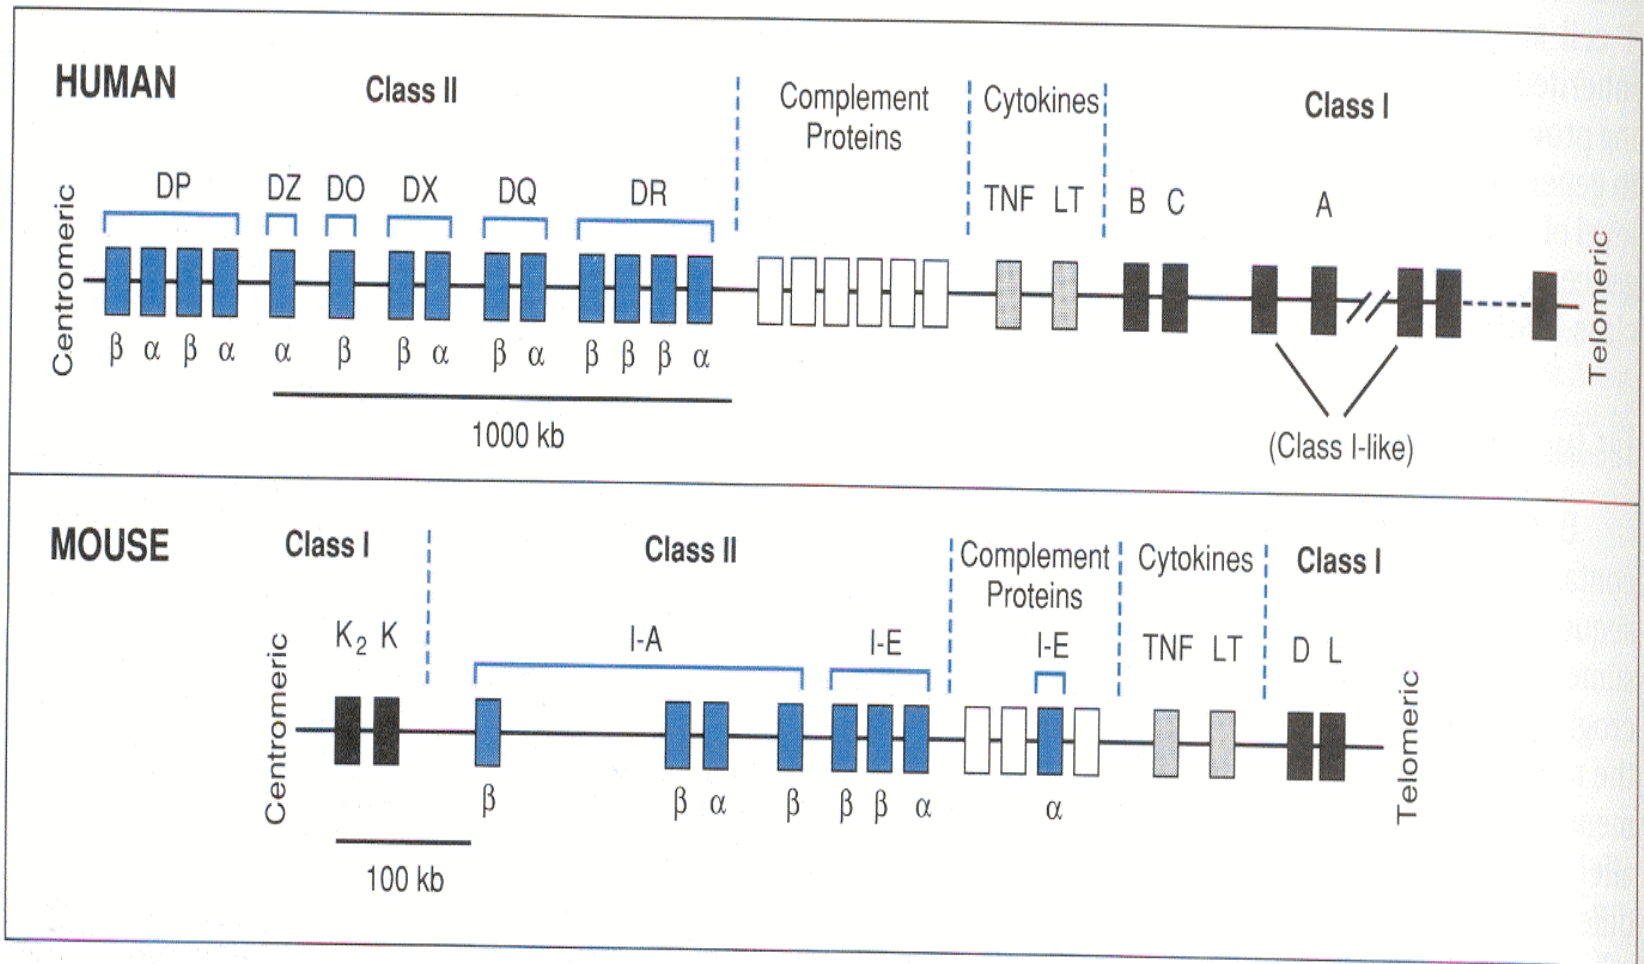 HUMAN
Class II
Complement
Proteins
Cytokines
Class I
DP DZ DO DX DQ DR
TNF LT
B C A
Centromeric
Telomeric
β α β α α β β α β α β β β α
1000 kb
(Class I-like)
MOUSE
Class I
Class II
Complement
Proteins
Cytokines
Class I
K₂ K
I-A
I-E
I-E
TNF LT
D L
Centromeric
Telomeric
β β α β β β α α
100 kb